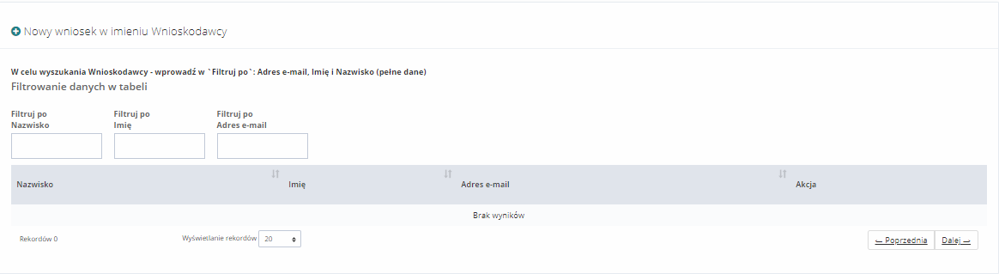 Nowy wniosek w imieniu Wnioskodawcy
W celu wyszukania Wnioskodawcy - wprowadź w `Filtruj po`: Adres e-mail, Imię i Nazwisko (pełne dane)
Filtrowanie danych w tabeli
Filtruj po Nazwisko
Filtruj po Imię
Filtruj po Adres e-mail
Nazwisko Imię Adres e-mail Akcja
Brak wyników
Rekordów 0 Wyświetlanie rekordów 20 Poprzednia Dalej